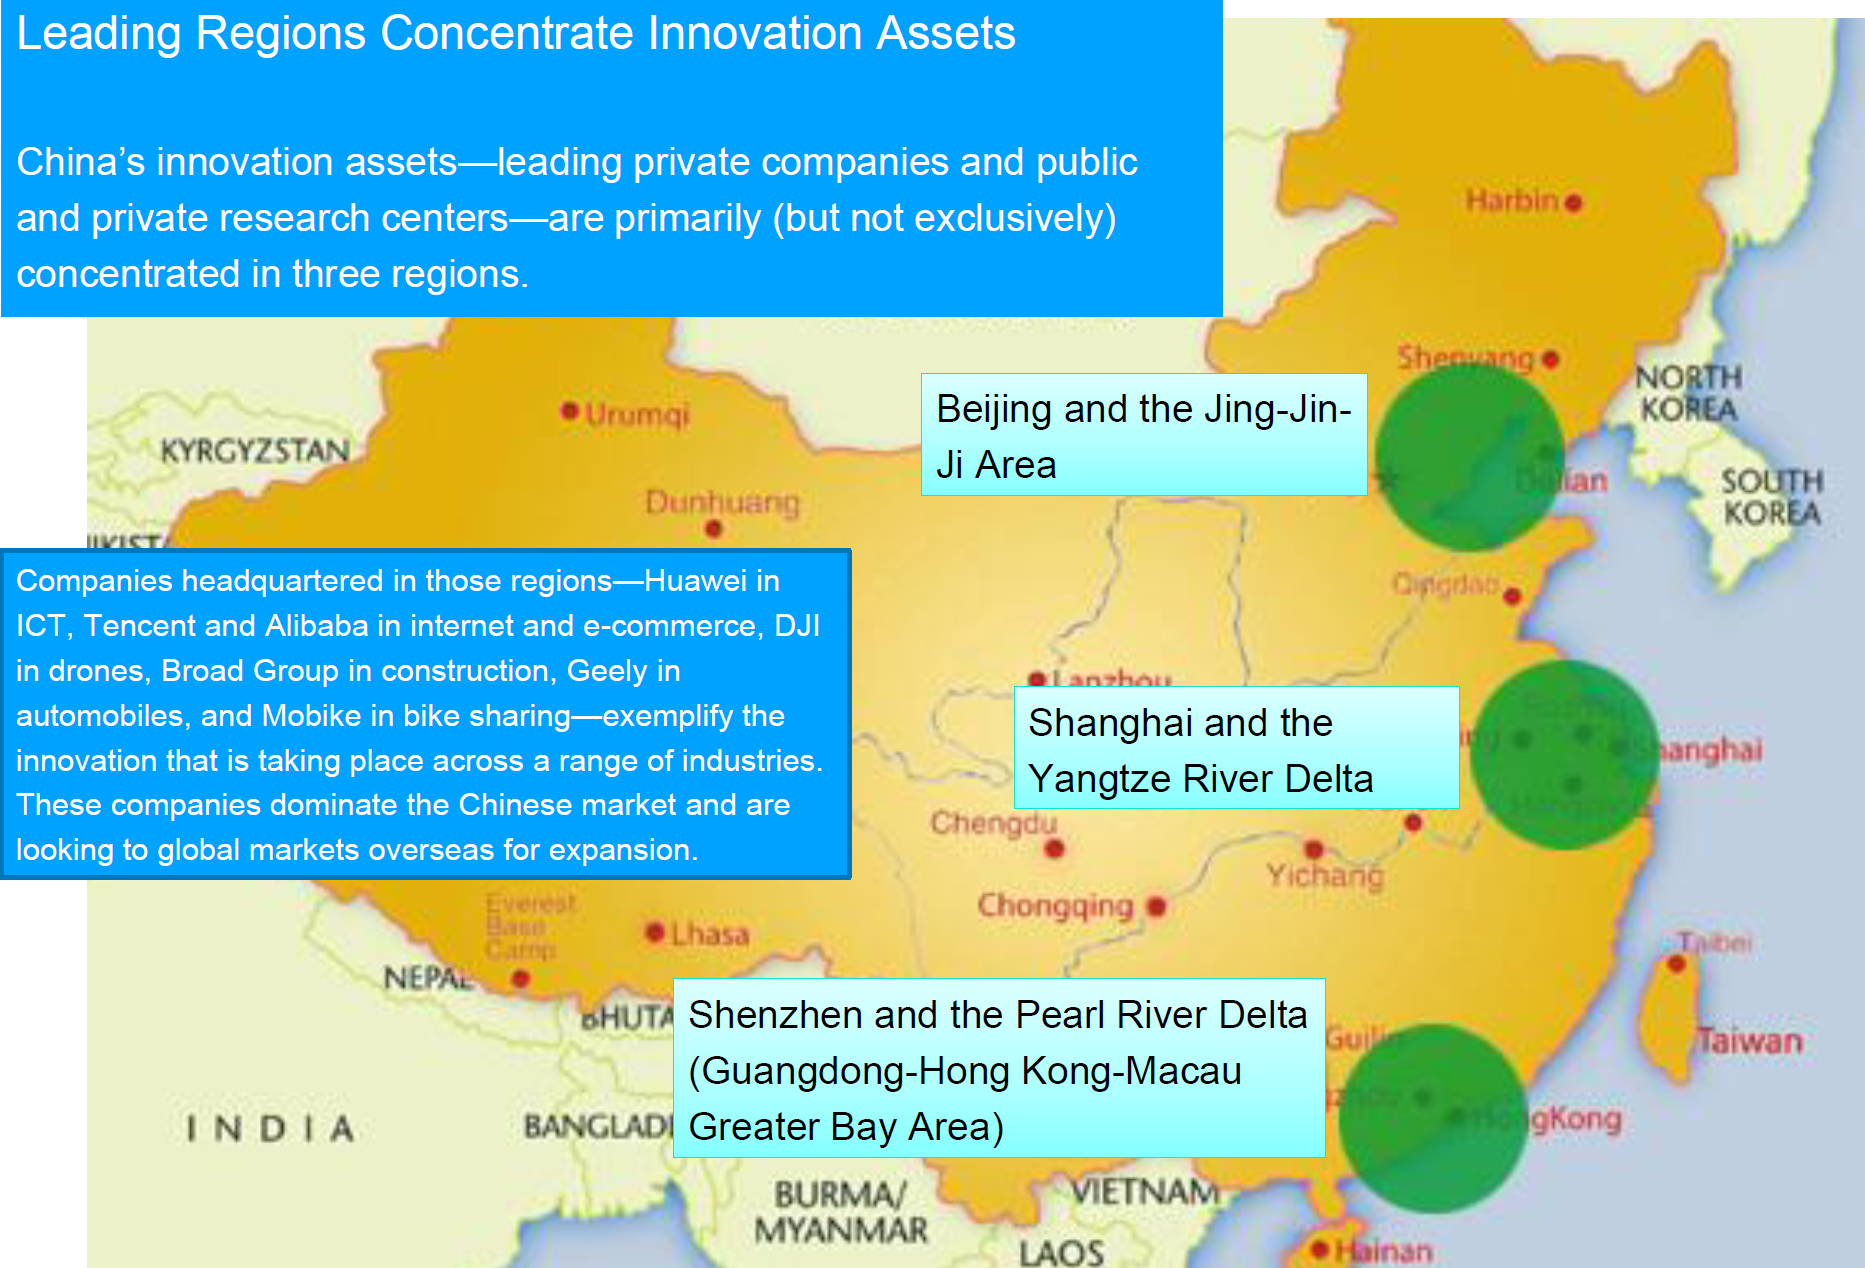 Leading Regions Concentrate Innovation Assets
China’s innovation assets—leading private companies and public
and private research centers—are primarily (but not exclusively)
concentrated in three regions.
Harbin
Shenyang
NORTH
KOREA
Beijing and the Jing-Jin-
Ji Area
Urumqi
KYRGYZSTAN
Dunhuang
Dalian
SOUTH
KOREA
Companies headquartered in those regions—Huawei in
ICT, Tencent and Alibaba in internet and e-commerce, DJI
in drones, Broad Group in construction, Geely in
automobiles, and Mobike in bike sharing—exemplify the
innovation that is taking place across a range of industries.
These companies dominate the Chinese market and are
looking to global markets overseas for expansion.
Qingdao
Lanzhou
Shanghai and the
Yangtze River Delta
Shanghai
Chengdu
Yichang
Chongqing
Everest
Base
Camp
Lhasa
NEPAL
Taibei
BHUTA
Shenzhen and the Pearl River Delta
(Guangdong-Hong Kong-Macau
Greater Bay Area)
Guilin
Taiwan
HongKong
INDIA
BANGLAD
BURMA/
MYANMAR
VIETNAM
LAOS
Hainan